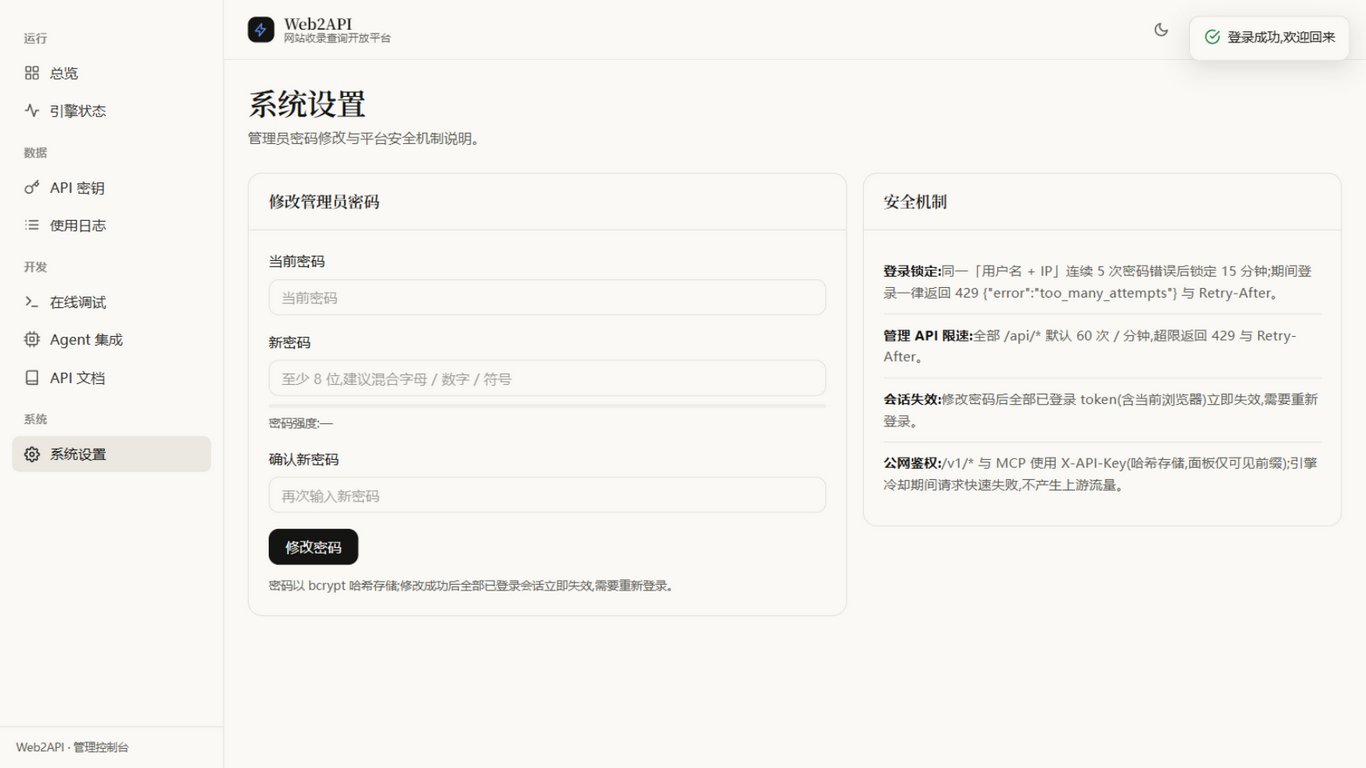 运行
总览
引擎状态
数据
API 密钥
使用日志
开发
在线调试
Agent 集成
API 文档
系统
系统设置
Web2API · 管理控制台
Web2API
网站收录查询开放平台
登录成功,欢迎回来
系统设置
管理员密码修改与平台安全机制说明。
修改管理员密码
当前密码
当前密码
新密码
至少 8 位,建议混合字母 / 数字 / 符号
密码强度:—
确认新密码
再次输入新密码
修改密码
密码以 bcrypt 哈希存储;修改成功后全部已登录会话立即失效,需要重新登录。
安全机制
登录锁定:同一「用户名 + IP」连续 5 次密码错误后锁定 15 分钟;期间登
录一律返回 429 {"error":"too_many_attempts"} 与 Retry-After。
管理 API 限速:全部 /api/* 默认 60 次 / 分钟,超限返回 429 与 Retry-
After。
会话失效:修改密码后全部已登录 token(含当前浏览器)立即失效,需要重新
登录。
公网鉴权:/v1/* 与 MCP 使用 X-API-Key(哈希存储,面板仅可见前缀);引擎
冷却期间请求快速失败,不产生上游流量。